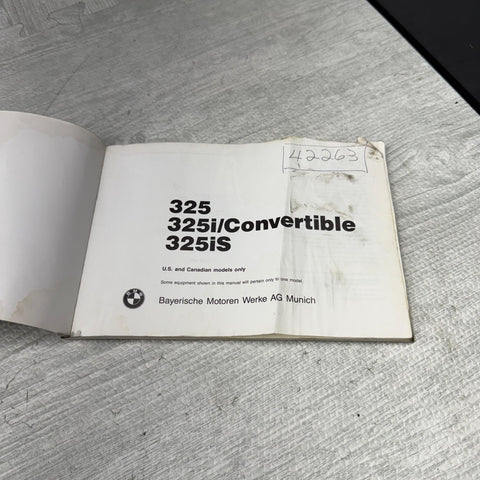 42263
325
325i/Convertible
325iS
U.S. and Canadian models only
Some equipment shown in this manual will pertain only to one model.
BMW
Bayerische Motoren Werke AG Munich